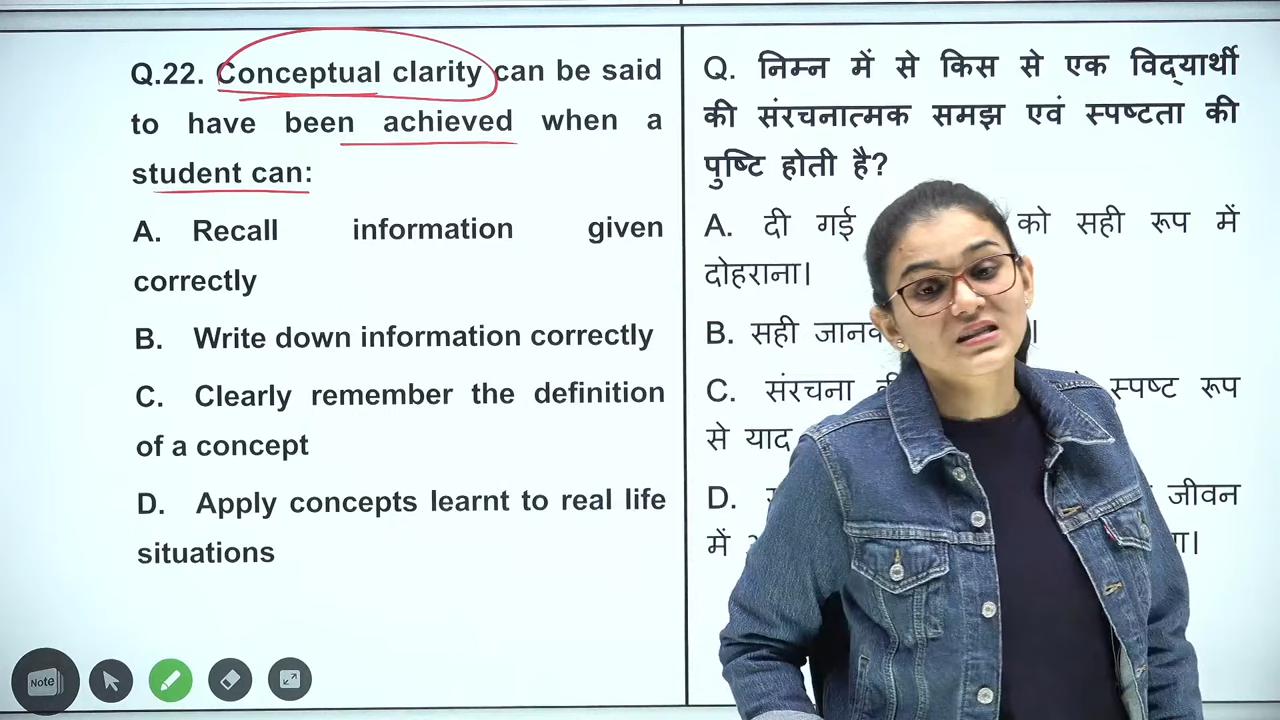 Q.22. Conceptual clarity can be said
to have been achieved when a
student can:
A. Recall information given
correctly
B. Write down information correctly
C. Clearly remember the definition
of a concept
D. Apply concepts learnt to real life
situations
Q. निम्न में से किस से एक विद्यार्थी
की संरचनात्मक समझ एवं स्पष्टता की
पुष्टि होती है?
A. दी गई को सही रूप में
दोहराना।
B. सही
C. संरचना स्पष्ट रूप
से याद
D. जीवन
में
Note